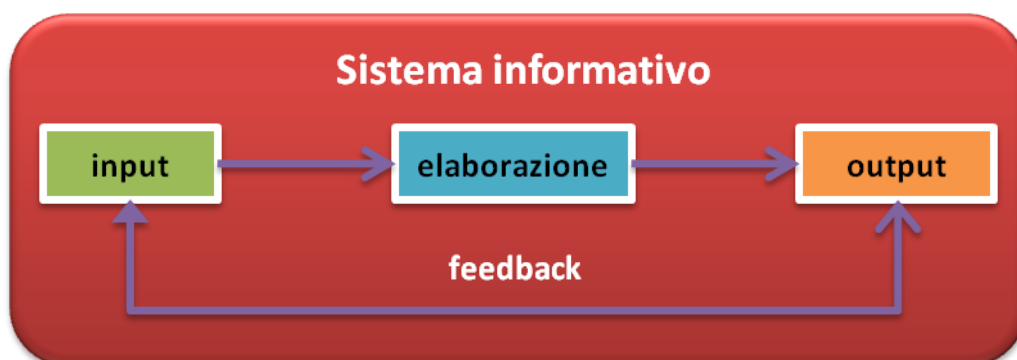 Sistema informativo
input
elaborazione
output
feedback